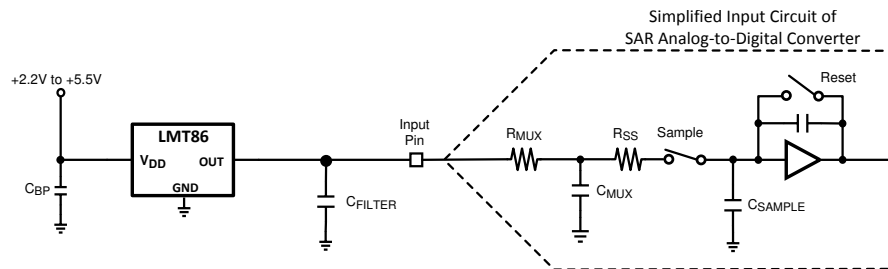 Simplified Input Circuit of
SAR Analog-to-Digital Converter
+2.2V to +5.5V
Reset
LMT86
Input
Pin
RMUX
RSS
Sample
VDD
OUT
GND
CBP
CFILTER
CMUX
CSAMPLE